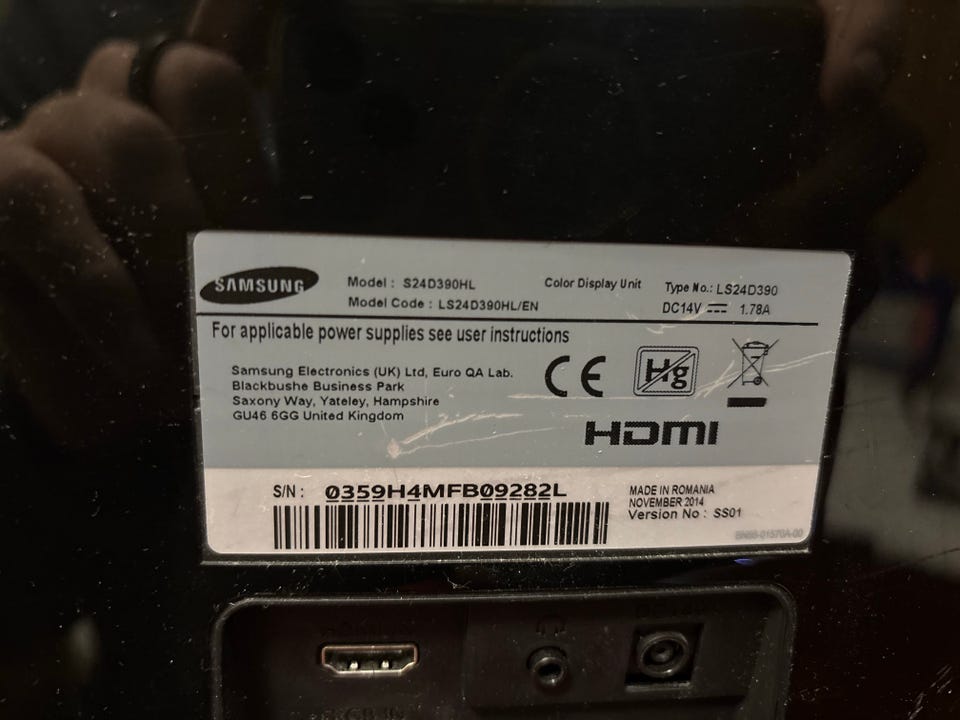 SAMSUNG
Model : S24D390HL
Model Code : LS24D390HL/EN
Color Display Unit
Type No.: LS24D390
DC14V ⎓ 1.78A
For applicable power supplies see user instructions
Samsung Electronics (UK) Ltd, Euro QA Lab.
Blackbushe Business Park
Saxony Way, Yateley, Hampshire
GU46 6GG United Kingdom
CE
Hg
HDMI
S/N : 0359H4MFB09282L
MADE IN ROMANIA
NOVEMBER 2014
Version No : SS01